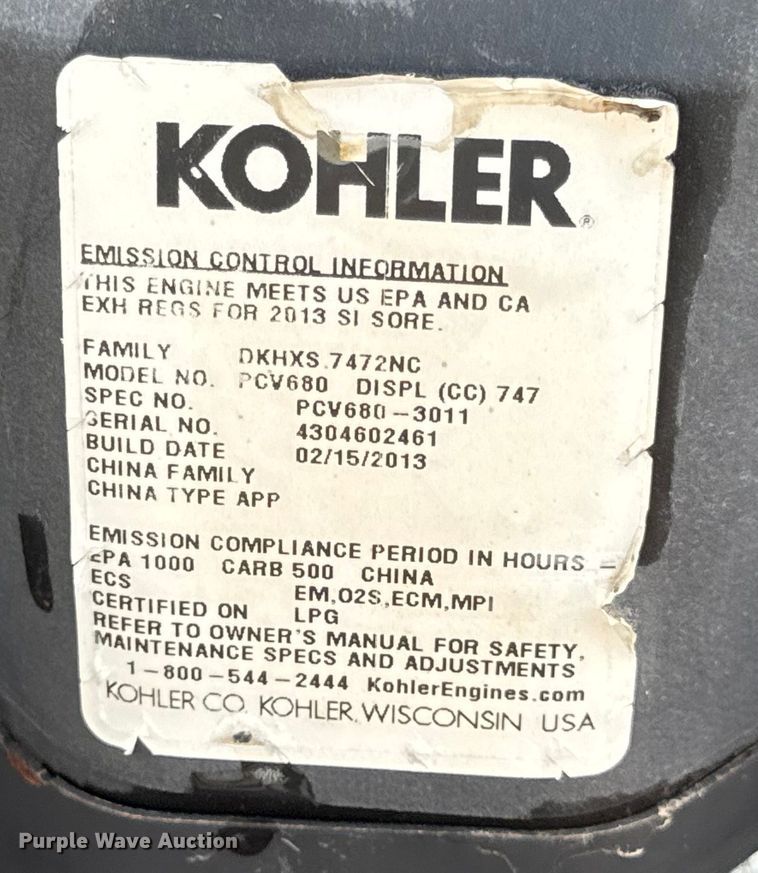 KOHLER®
EMISSION CONTROL INFORMATION
THIS ENGINE MEETS US EPA AND CA
EXH REGS FOR 2013 SI SORE.
FAMILY DKHXS.7472NC
MODEL NO. PCV680 DISPL (CC) 747
SPEC NO. PCV680-3011
SERIAL NO. 4304602461
BUILD DATE 02/15/2013
CHINA FAMILY
CHINA TYPE APP
EMISSION COMPLIANCE PERIOD IN HOURS -
EPA 1000 CARB 500 CHINA
ECS EM,O2S,ECM,MPI
CERTIFIED ON LPG
REFER TO OWNER'S MANUAL FOR SAFETY,
MAINTENANCE SPECS AND ADJUSTMENTS
1-800-544-2444 KohlerEngines.com
KOHLER CO. KOHLER, WISCONSIN USA
Purple Wave Auction